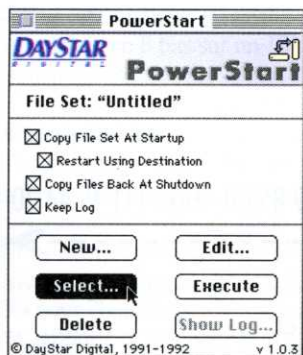 PowerStart
DAYSTAR
DIGITAL
PowerStart
File Set: “Untitled”
Copy File Set At Startup
Restart Using Destination
Copy Files Back At Shutdown
Keep Log
New... Edit...
Select... Execute
Delete Show Log...
© DayStar Digital, 1991-1992 v 1.0.3